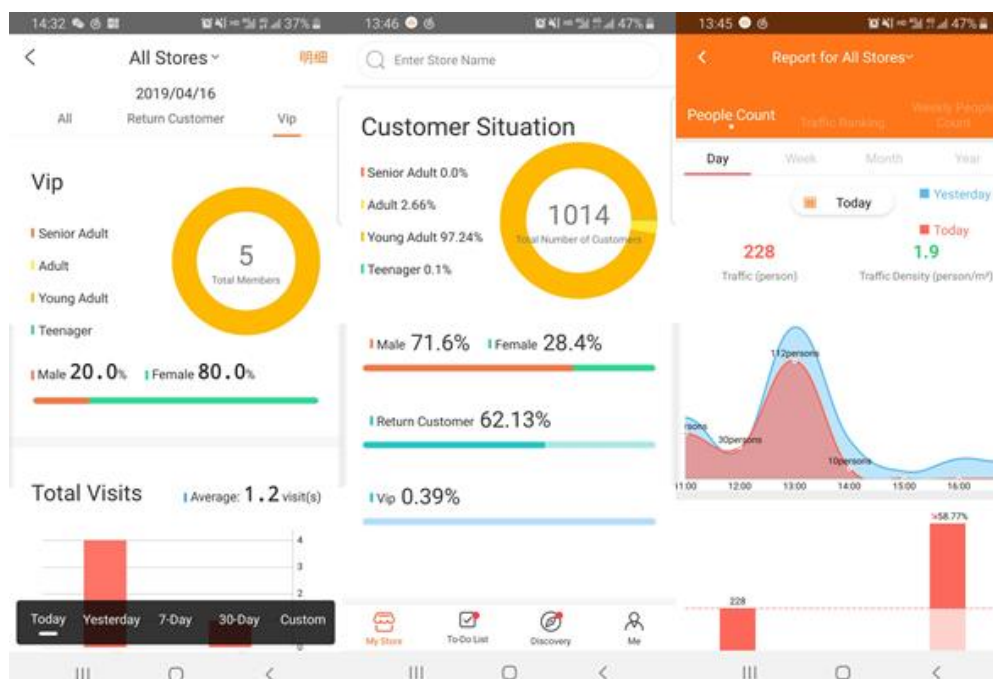 14:32
37%
All Stores
明细
2019/04/16
All
Return Customer
Vip
Vip
Senior Adult
Adult
Young Adult
Teenager
5
Total Members
Male 20.0%
Female 80.0%
Total Visits
Average: 1.2 visit(s)
4
3
2
0
Today
Yesterday
7-Day
30-Day
Custom
13:46
47%
Enter Store Name
Customer Situation
Senior Adult 0.0%
Adult 2.66%
Young Adult 97.24%
Teenager 0.1%
1014
Total Number of Customers
Male 71.6%
Female 28.4%
Return Customer 62.13%
Vip 0.39%
My Store
To-Do List
Discovery
Me
13:45
47%
Report for All Stores
People Count
Traffic Ranking
Weekly People
Count
Day
Week
Month
Year
Today
Yesterday
Today
228
Traffic (person)
1.9
Traffic Density (person/m²)
112persons
rsons
30persons
10persons
11:00
12:00
13:00
14:00
15:00
16:00
228
58.77%